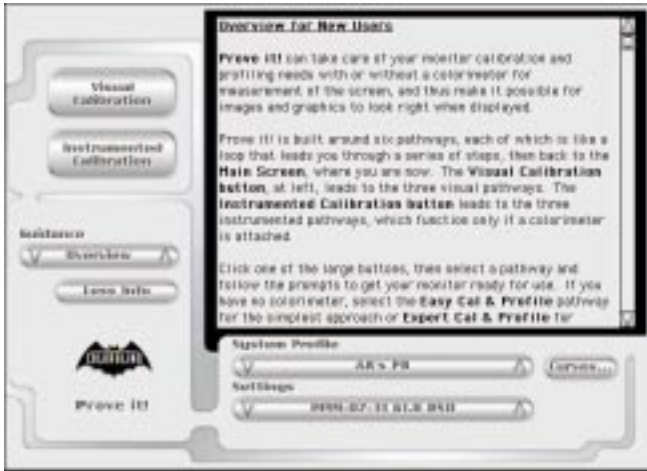 Visual
Calibration
Instrumented
Calibration
Guidance
Overview
Less Info
COLORBLIND
Prove it!
Overview for New Users
Prove it! can take care of your monitor calibration and
profiling needs with or without a colorimeter for
measurement of the screen, and thus make it possible for
images and graphics to look right when displayed.
Prove it! is built around six pathways, each of which is like a
loop that leads you through a series of steps, then back to the
Main Screen, where you are now. The Visual Calibration
button, at left, leads to the three visual pathways. The
Instrumented Calibration button leads to the three
instrumented pathways, which function only if a colorimeter
is attached.
Click one of the large buttons, then select a pathway and
follow the prompts to get your monitor ready for use. If you
have no colorimeter, select the Easy Cal & Profile pathway
for the simplest approach or Expert Cal & Profile for
System Profile
Curves...
Settings